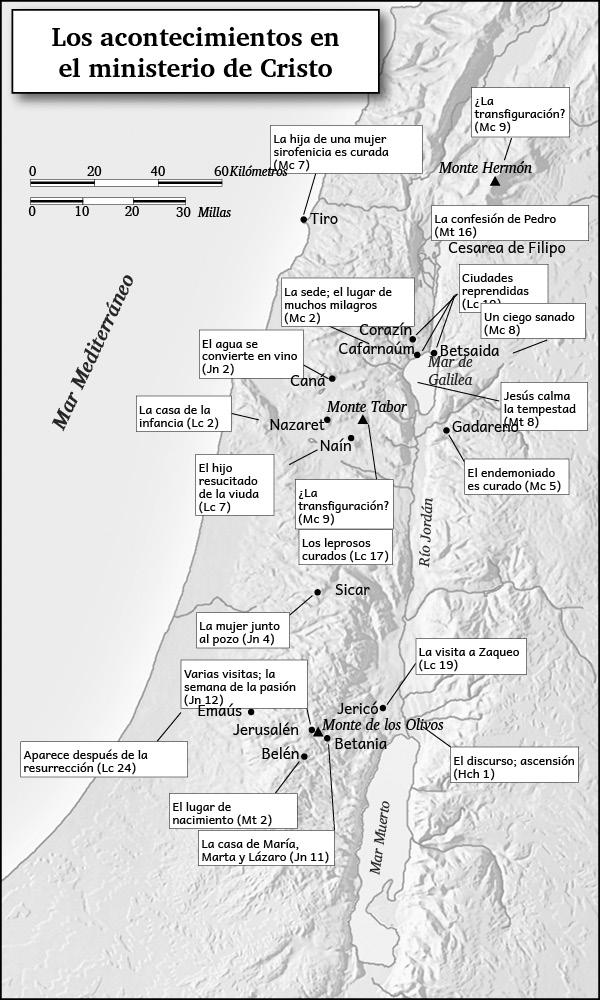 Los acontecimientos en
el ministerio de Cristo
¿La
transfiguración?
(Mc 9)
La hija de una mujer
sirofenicia es curada
(Mc 7)
Monte Hermón
0 20 40 60 Kilómetros
0 10 20 30 Millas
Tiro
La confesión de Pedro
(Mt 16)
Cesarea de Filipo
Ciudades
reprendidas
(Lc 10)
La sede; el lugar de
muchos milagros
(Mc 2)
Un ciego sanado
(Mc 8)
Corazín
Cafarnaúm
Betsaida
Mar de
Galilea
El agua se
convierte en vino
(Jn 2)
Caná
Mar Mediterráneo
Jesús calma
la tempestad
(Mt 8)
La casa de la
infancia (Lc 2)
Monte Tabor
Nazaret
Gadareno
Naín
El hijo
resucitado
de la viuda
(Lc 7)
El endemoniado
es curado (Mc 5)
¿La
transfiguración?
(Mc 9)
Los leprosos
curados (Lc 17)
Río Jordán
Sicar
La mujer junto
al pozo (Jn 4)
La visita a Zaqueo
(Lc 19)
Varias visitas; la
semana de la pasión
(Jn 12)
Emaús
Jericó
Jerusalén
Monte de los Olivos
Betania
Belén
Aparece después de la
resurrección (Lc 24)
El discurso; ascensión
(Hch 1)
El lugar de
nacimiento (Mt 2)
La casa de María,
Marta y Lázaro (Jn 11)
Mar Muerto